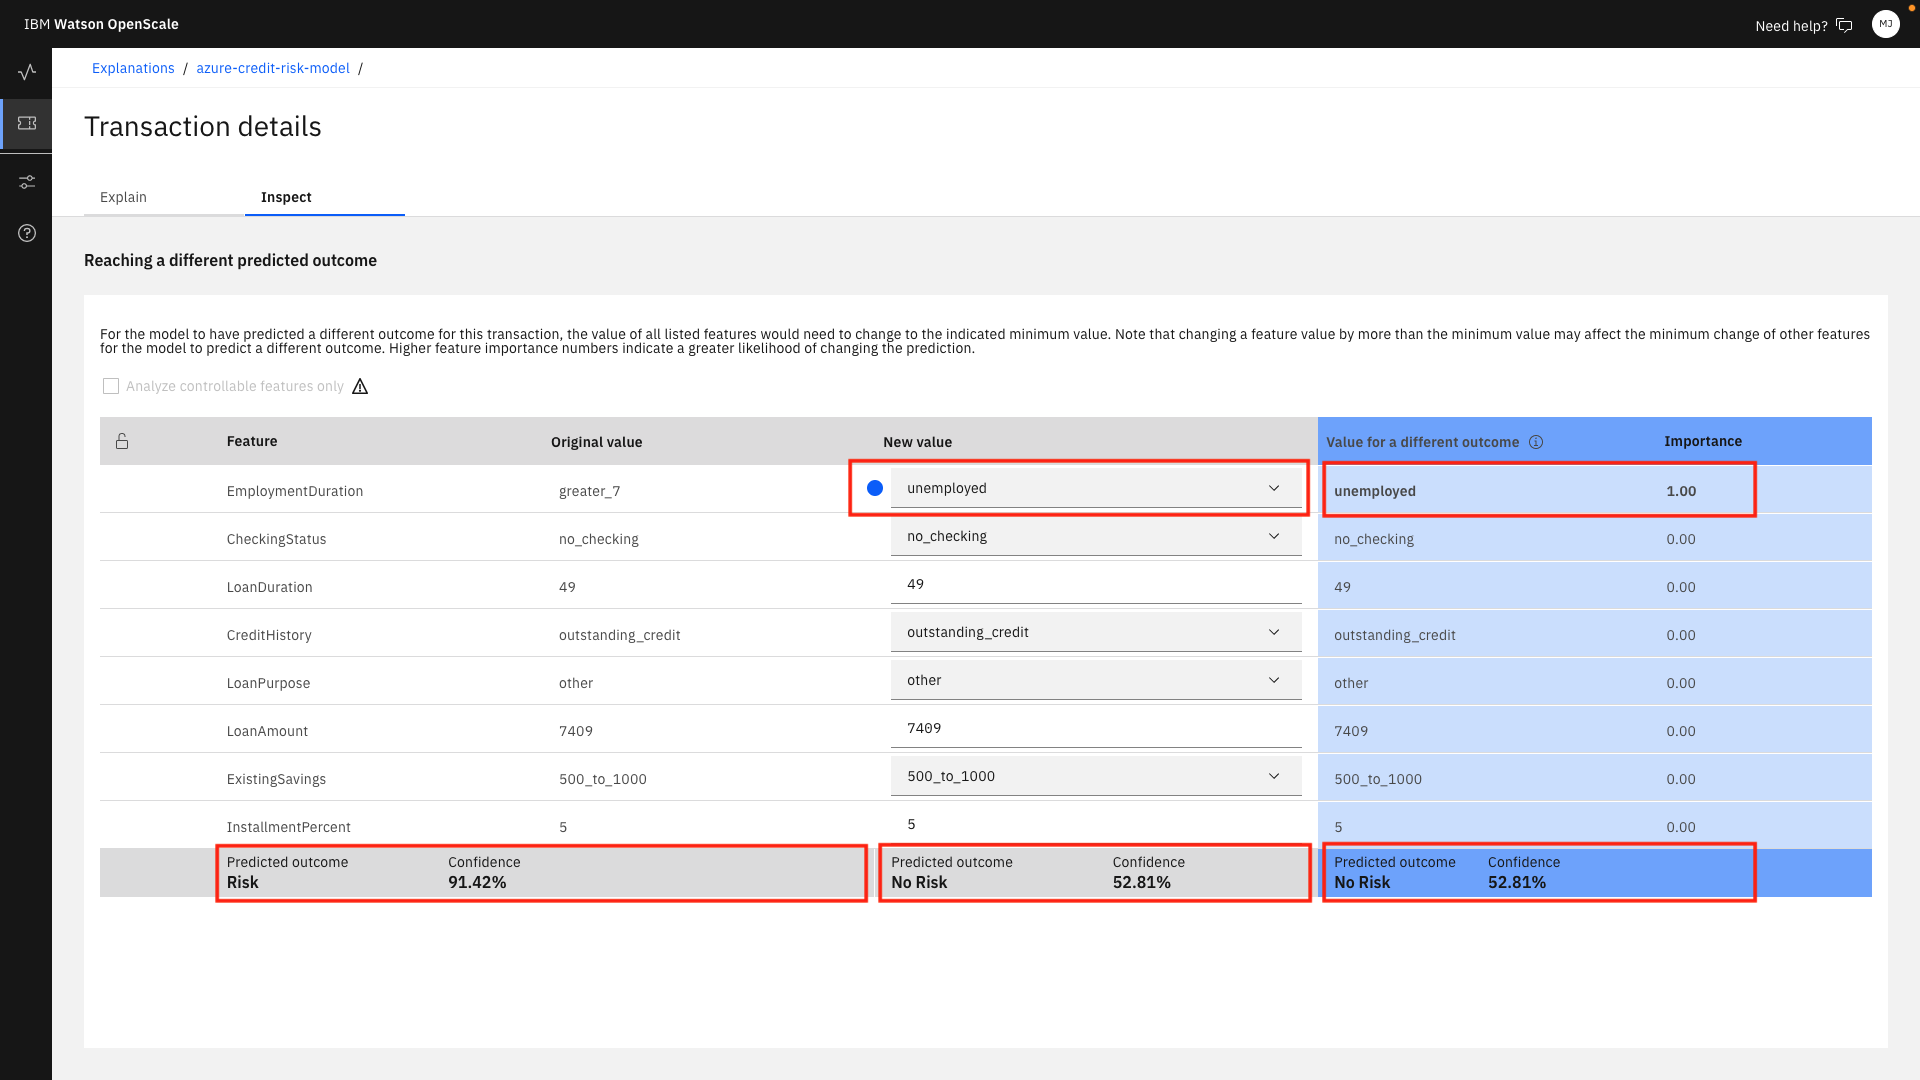 IBM Watson OpenScale
Need help?
MJ
Explanations / azure-credit-risk-model /
Transaction details
Explain
Inspect
Reaching a different predicted outcome
For the model to have predicted a different outcome for this transaction, the value of all listed features would need to change to the indicated minimum value. Note that changing a feature value by more than the minimum value may affect the minimum change of other features
for the model to predict a different outcome. Higher feature importance numbers indicate a greater likelihood of changing the prediction.
Analyze controllable features only
Feature Original value New value Value for a different outcome Importance
EmploymentDuration greater_7 unemployed unemployed 1.00
CheckingStatus no_checking no_checking no_checking 0.00
LoanDuration 49 49 49 0.00
CreditHistory outstanding_credit outstanding_credit outstanding_credit 0.00
LoanPurpose other other other 0.00
LoanAmount 7409 7409 7409 0.00
ExistingSavings 500_to_1000 500_to_1000 500_to_1000 0.00
InstallmentPercent 5 5 5 0.00
Predicted outcome Confidence Predicted outcome Confidence Predicted outcome Confidence
Risk 91.42% No Risk 52.81% No Risk 52.81%